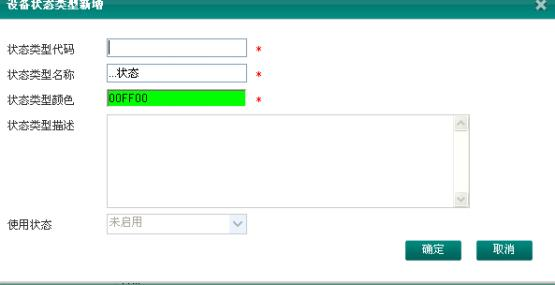 设备状态类型新增
状态类型代码 *
状态类型名称 ...状态 *
状态类型颜色 00FF00 *
状态类型描述
使用状态 未启用
确定 取消